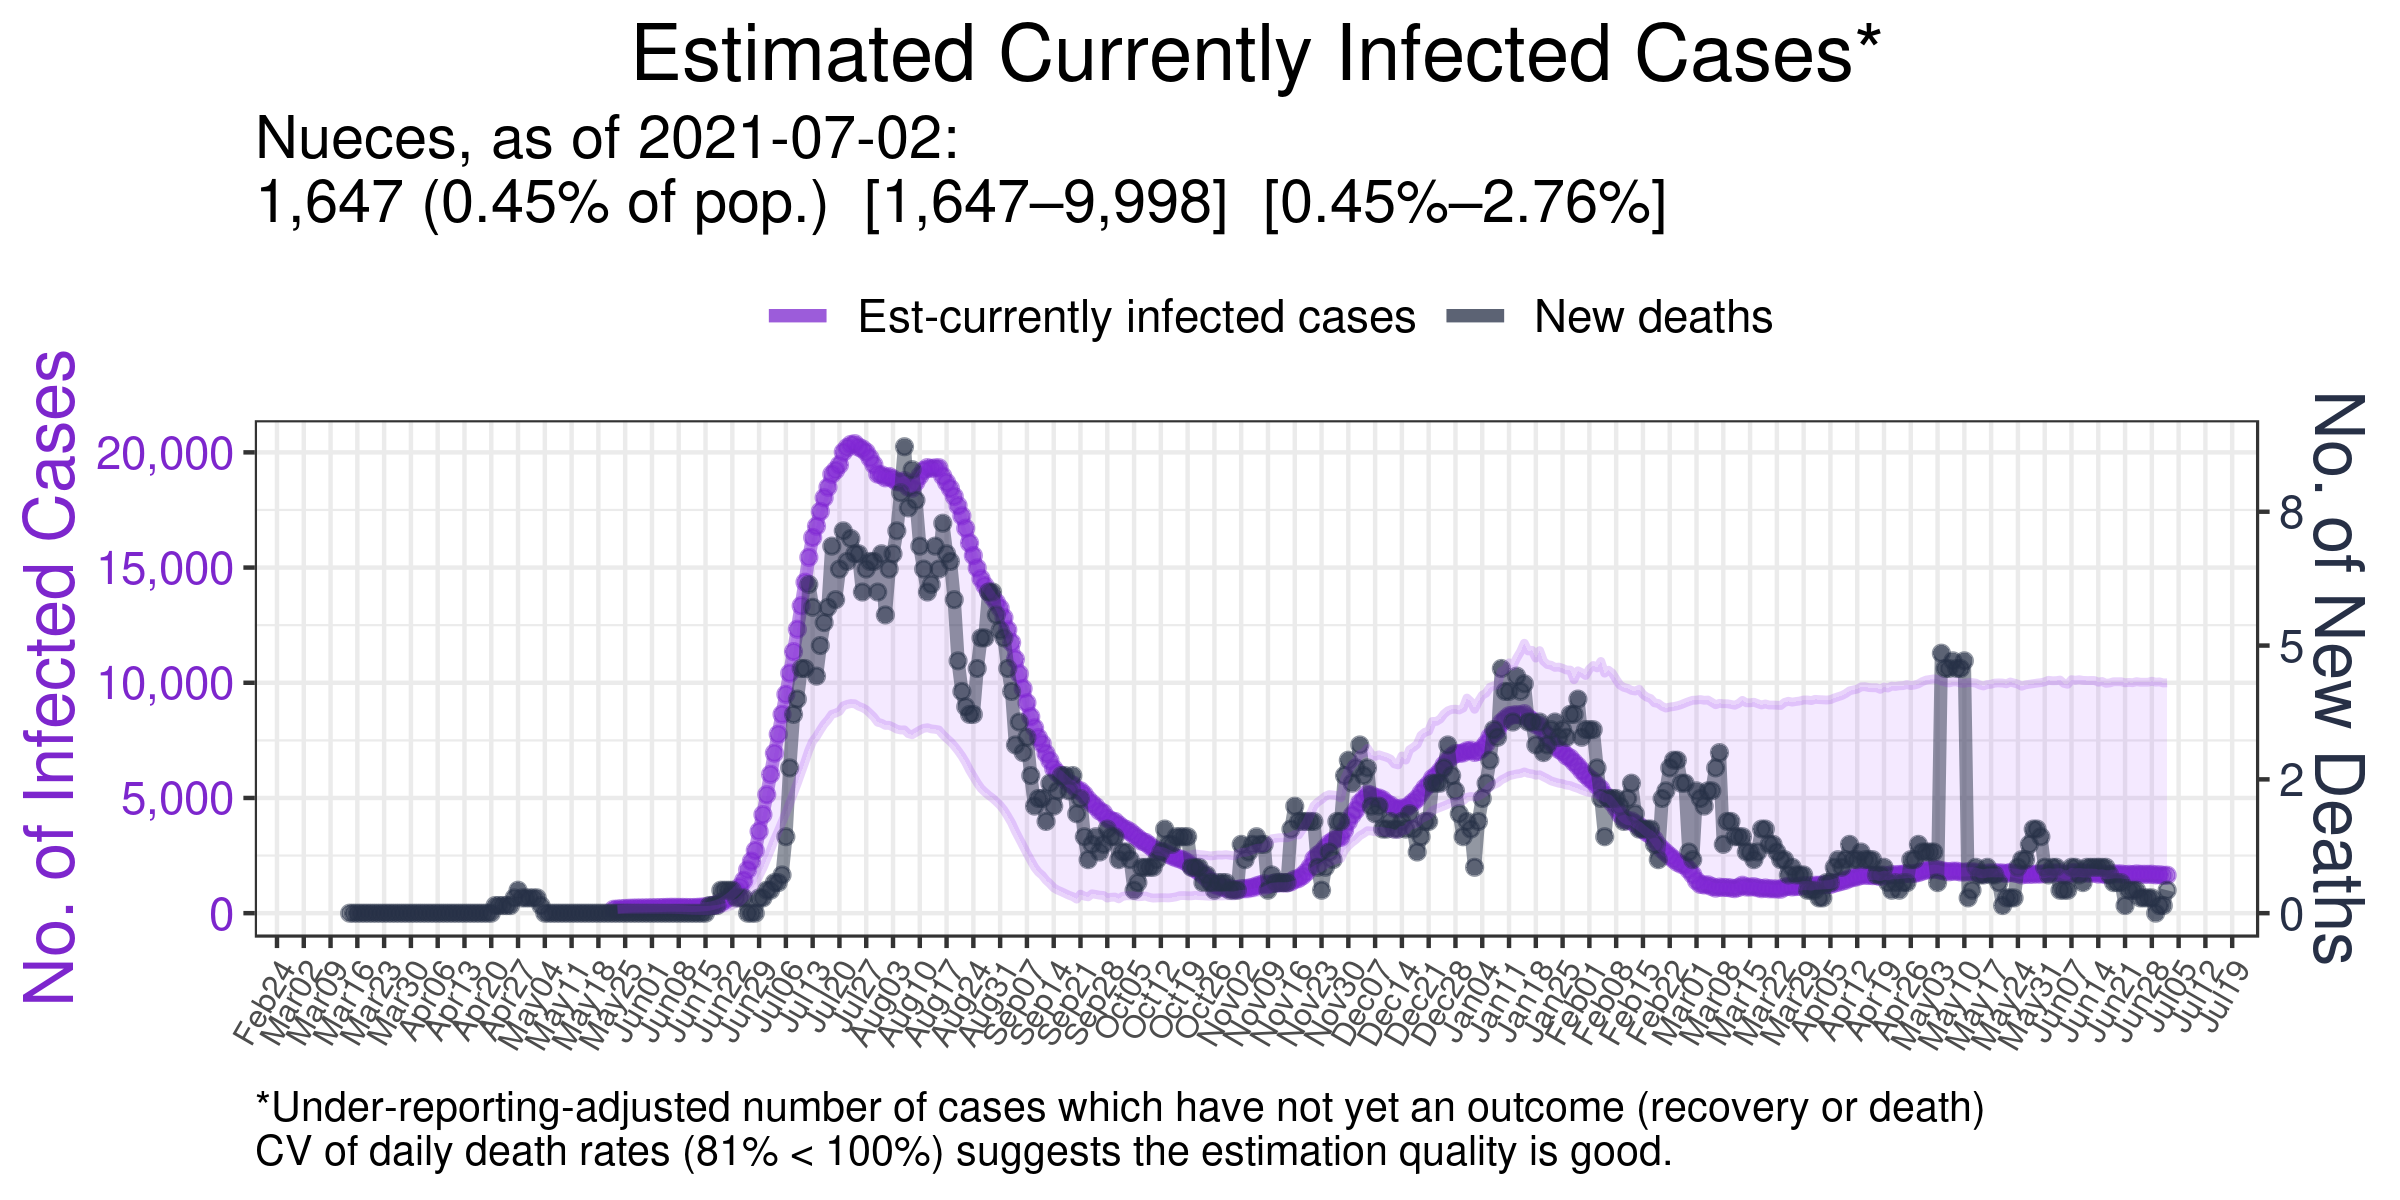 Estimated Currently Infected Cases*
Nueces, as of 2021-07-02:
1,647 (0.45% of pop.) [1,647–9,998] [0.45%–2.76%]
Est-currently infected cases
New deaths
No. of Infected Cases
20,000
15,000
10,000
5,000
0
8
5
2
0
No. of New Deaths
Feb24
Mar02
Mar09
Mar16
Mar23
Mar30
Apr06
Apr13
Apr20
Apr27
May04
May11
May18
May25
Jun01
Jun08
Jun15
Jun22
Jun29
Jul06
Jul13
Jul20
Jul27
Aug03
Aug10
Aug17
Aug24
Aug31
Sep07
Sep14
Sep21
Sep28
Oct05
Oct12
Oct19
Oct26
Nov02
Nov09
Nov16
Nov23
Nov30
Dec07
Dec14
Dec21
Dec28
Jan04
Jan11
Jan18
Jan25
Feb01
Feb08
Feb15
Feb22
Mar01
Mar08
Mar15
Mar22
Mar29
Apr05
Apr12
Apr19
Apr26
May03
May10
May17
May24
May31
Jun07
Jun14
Jun21
Jun28
Jul05
Jul12
Jul19
*Under-reporting-adjusted number of cases which have not yet an outcome (recovery or death)
CV of daily death rates (81% < 100%) suggests the estimation quality is good.